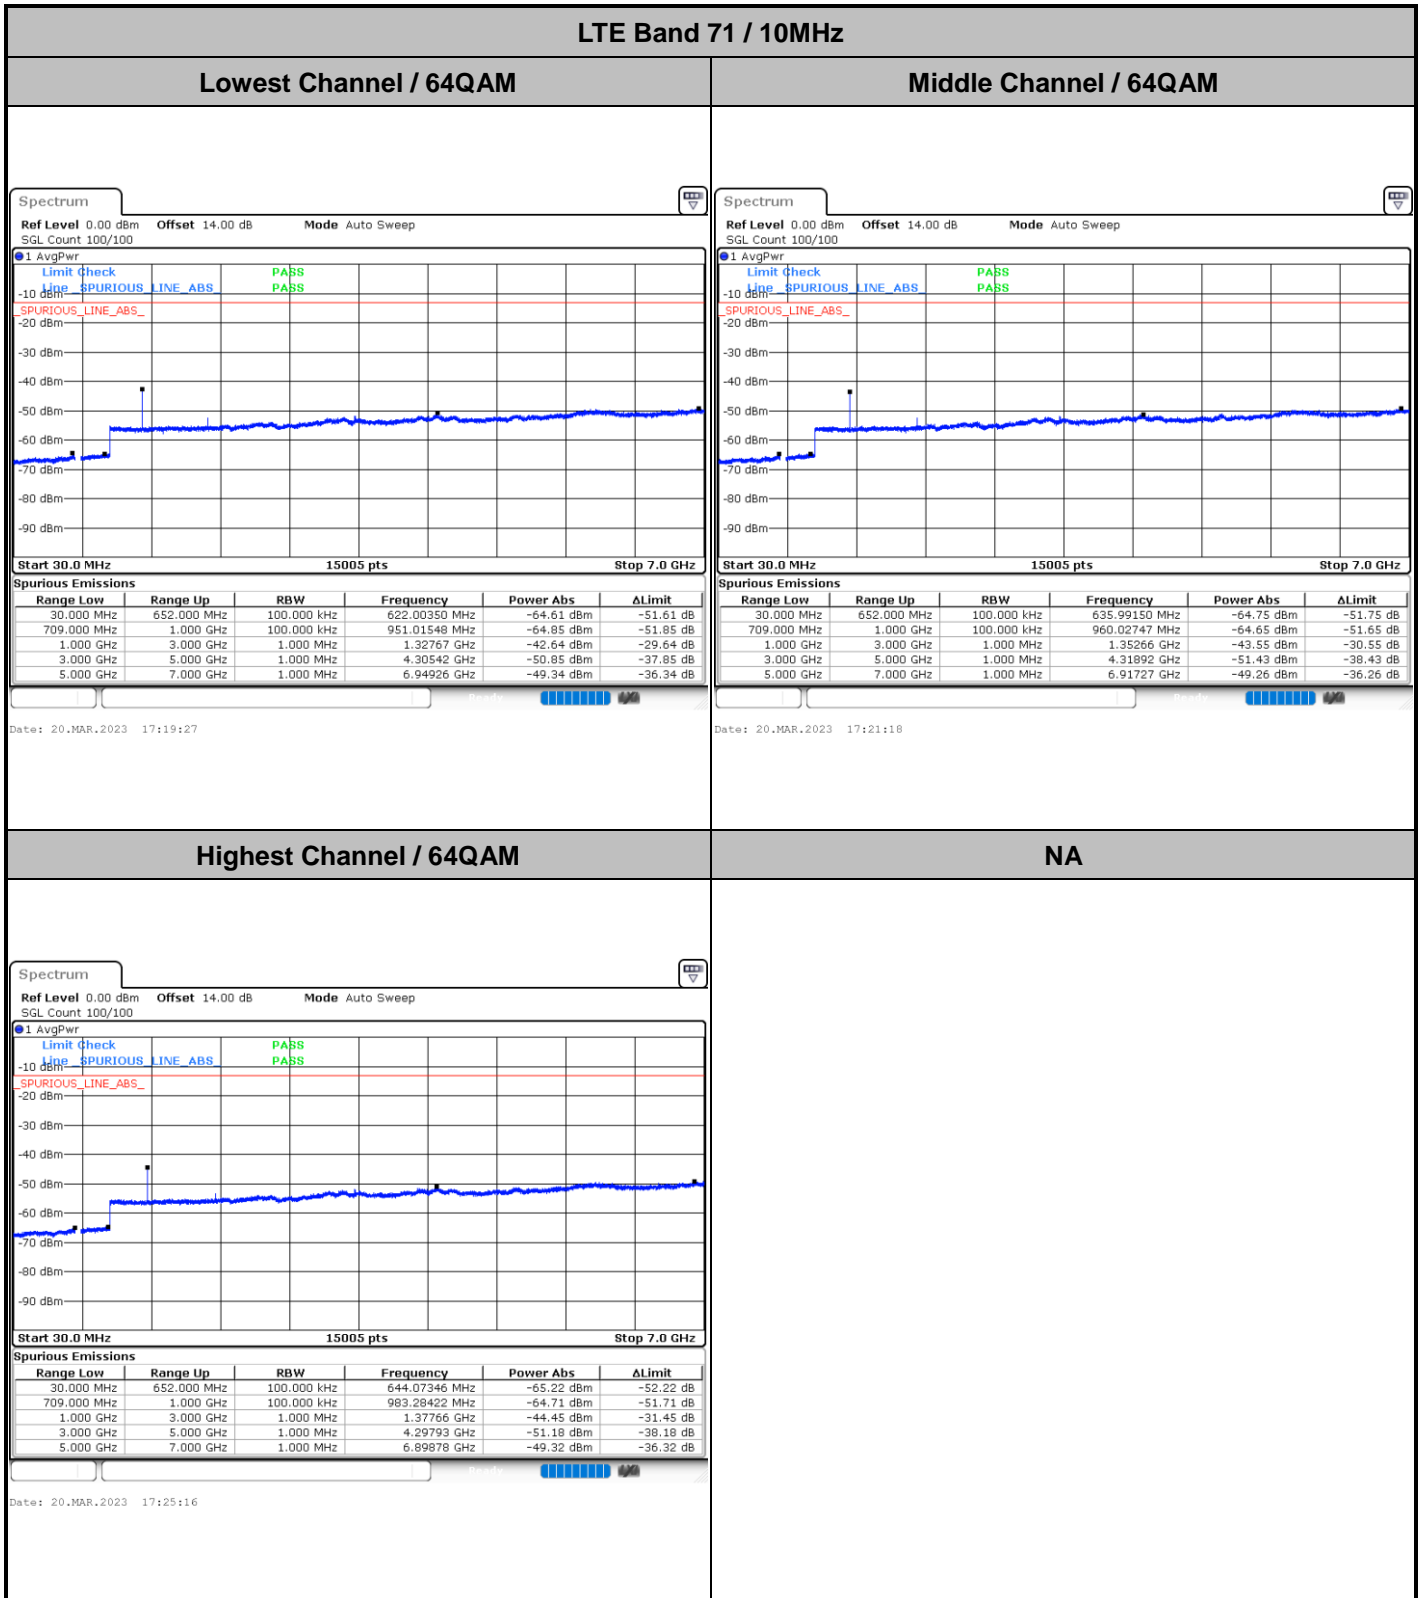 LTE Band 71 / 10MHz
Lowest Channel / 64QAM
Middle Channel / 64QAM
Spectrum
Ref Level 0.00 dBm Offset 14.00 dB Mode Auto Sweep
SGL Count 100/100
1 AvgPwr
Limit Check PASS
Line _SPURIOUS_LINE_ABS_ PASS
-10 dBm
_SPURIOUS_LINE_ABS_
-20 dBm
-30 dBm
-40 dBm
-50 dBm
-60 dBm
-70 dBm
-80 dBm
-90 dBm
Start 30.0 MHz 15005 pts Stop 7.0 GHz
Spurious Emissions
Range Low Range Up RBW Frequency Power Abs ΔLimit
30.000 MHz 652.000 MHz 100.000 kHz 622.00350 MHz -64.61 dBm -51.61 dB
709.000 MHz 1.000 GHz 100.000 kHz 951.01548 MHz -64.85 dBm -51.85 dB
1.000 GHz 3.000 GHz 1.000 MHz 1.32767 GHz -42.64 dBm -29.64 dB
3.000 GHz 5.000 GHz 1.000 MHz 4.30542 GHz -50.85 dBm -37.85 dB
5.000 GHz 7.000 GHz 1.000 MHz 6.94926 GHz -49.34 dBm -36.34 dB
Date: 20.MAR.2023 17:19:27
Spectrum
Ref Level 0.00 dBm Offset 14.00 dB Mode Auto Sweep
SGL Count 100/100
1 AvgPwr
Limit Check PASS
Line _SPURIOUS_LINE_ABS_ PASS
-10 dBm
_SPURIOUS_LINE_ABS_
-20 dBm
-30 dBm
-40 dBm
-50 dBm
-60 dBm
-70 dBm
-80 dBm
-90 dBm
Start 30.0 MHz 15005 pts Stop 7.0 GHz
Spurious Emissions
Range Low Range Up RBW Frequency Power Abs ΔLimit
30.000 MHz 652.000 MHz 100.000 kHz 635.99150 MHz -64.75 dBm -51.75 dB
709.000 MHz 1.000 GHz 100.000 kHz 960.02747 MHz -64.65 dBm -51.65 dB
1.000 GHz 3.000 GHz 1.000 MHz 1.35266 GHz -43.55 dBm -30.55 dB
3.000 GHz 5.000 GHz 1.000 MHz 4.31892 GHz -51.43 dBm -38.43 dB
5.000 GHz 7.000 GHz 1.000 MHz 6.91727 GHz -49.26 dBm -36.26 dB
Date: 20.MAR.2023 17:21:18
Highest Channel / 64QAM
NA
Spectrum
Ref Level 0.00 dBm Offset 14.00 dB Mode Auto Sweep
SGL Count 100/100
1 AvgPwr
Limit Check PASS
Line _SPURIOUS_LINE_ABS_ PASS
-10 dBm
_SPURIOUS_LINE_ABS_
-20 dBm
-30 dBm
-40 dBm
-50 dBm
-60 dBm
-70 dBm
-80 dBm
-90 dBm
Start 30.0 MHz 15005 pts Stop 7.0 GHz
Spurious Emissions
Range Low Range Up RBW Frequency Power Abs ΔLimit
30.000 MHz 652.000 MHz 100.000 kHz 644.07346 MHz -65.22 dBm -52.22 dB
709.000 MHz 1.000 GHz 100.000 kHz 983.28422 MHz -64.71 dBm -51.71 dB
1.000 GHz 3.000 GHz 1.000 MHz 1.37766 GHz -44.45 dBm -31.45 dB
3.000 GHz 5.000 GHz 1.000 MHz 4.29793 GHz -51.18 dBm -38.18 dB
5.000 GHz 7.000 GHz 1.000 MHz 6.89878 GHz -49.32 dBm -36.32 dB
Date: 20.MAR.2023 17:25:16